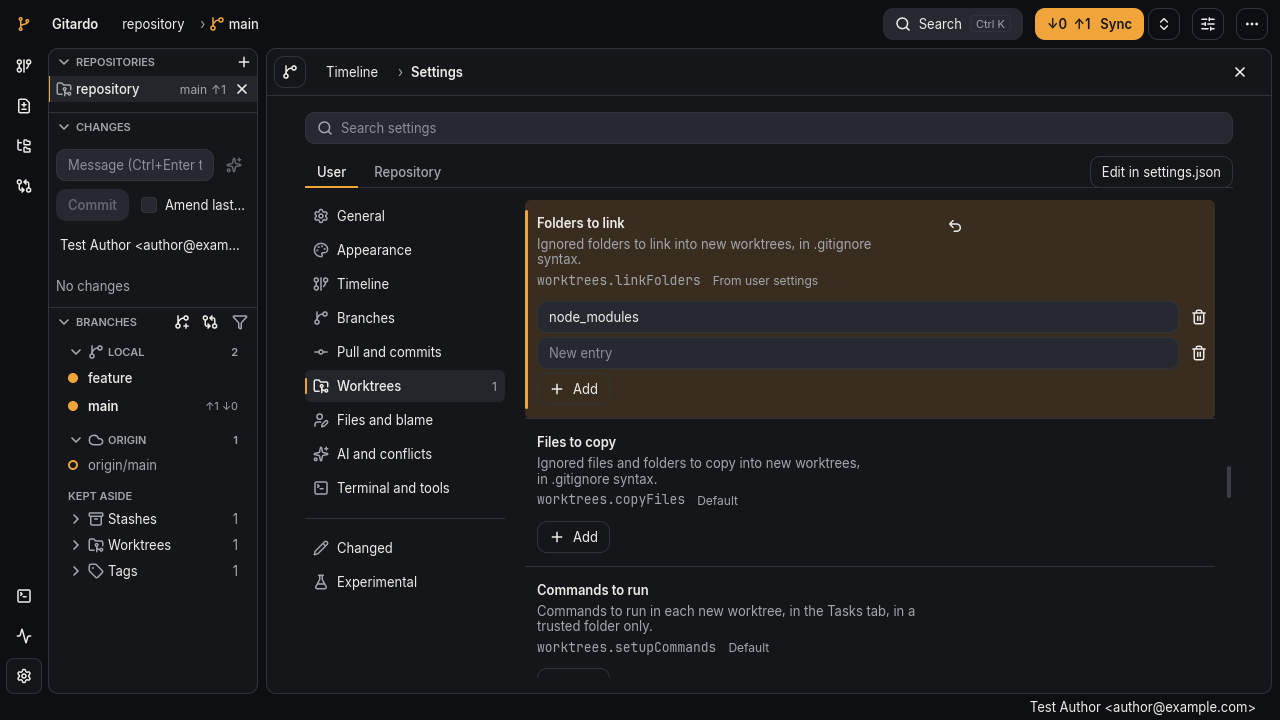 Gitardo
repository › main
Search Ctrl K
↓0 ↑1 Sync
REPOSITORIES
repository main ↑1
CHANGES
Message (Ctrl+Enter t
Commit
Amend last...
Test Author <author@exam...
No changes
BRANCHES
LOCAL 2
feature
main ↑1 ↓0
ORIGIN 1
origin/main
KEPT ASIDE
Stashes 1
Worktrees 1
Tags 1
Timeline › Settings
Search settings
User
Repository
Edit in settings.json
General
Appearance
Timeline
Branches
Pull and commits
Worktrees 1
Files and blame
AI and conflicts
Terminal and tools
Changed
Experimental
Folders to link
Ignored folders to link into new worktrees, in .gitignore
syntax.
worktrees.linkFolders From user settings
node_modules
New entry
Add
Files to copy
Ignored files and folders to copy into new worktrees,
in .gitignore syntax.
worktrees.copyFiles Default
Add
Commands to run
Commands to run in each new worktree, in the Tasks tab, in a
trusted folder only.
worktrees.setupCommands Default
Test Author <author@example.com>